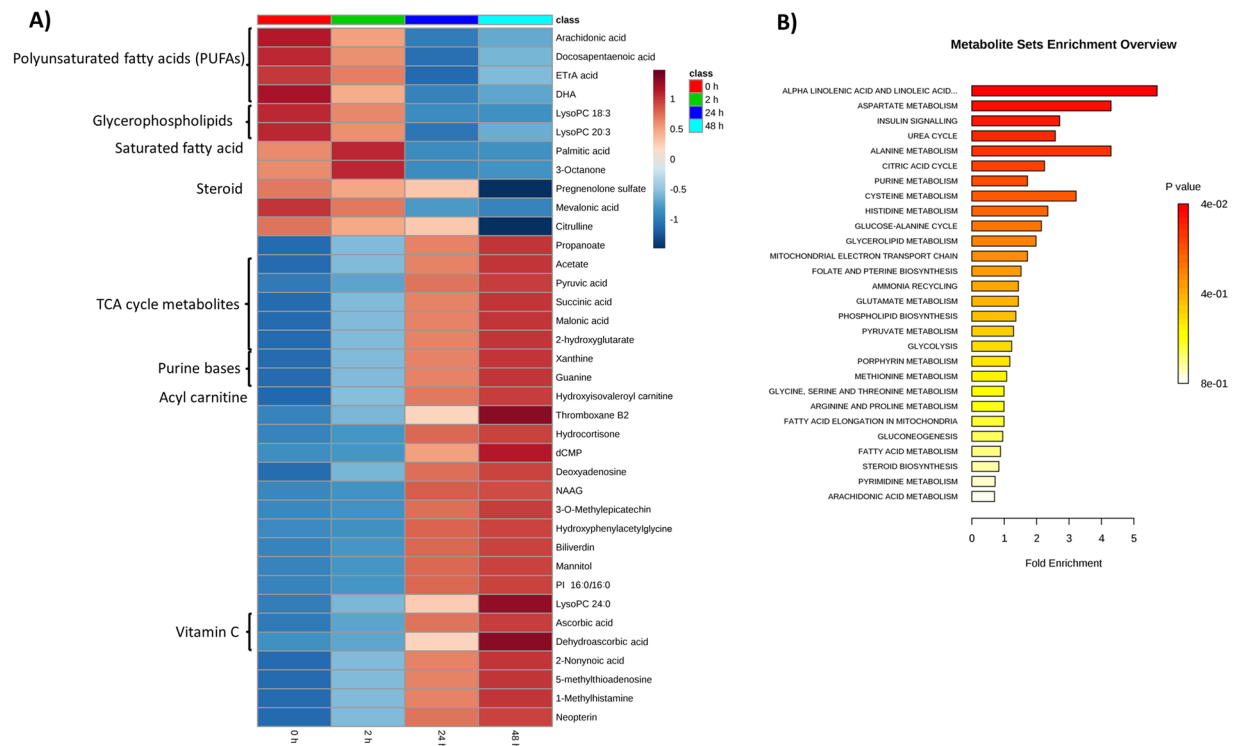 A)
class
Polyunsaturated fatty acids (PUFAs)
Glycerophospholipids
Saturated fatty acid
Steroid
TCA cycle metabolites
Purine bases
Acyl carnitine
Vitamin C
Arachidonic acid
Docosapentaenoic acid
ETrA acid
DHA
LysoPC 18:3
LysoPC 20:3
Palmitic acid
3-Octanone
Pregnenolone sulfate
Mevalonic acid
Citrulline
Propanoate
Acetate
Pyruvic acid
Succinic acid
Malonic acid
2-hydroxyglutarate
Xanthine
Guanine
Hydroxyisovaleroyl carnitine
Thromboxane B2
Hydrocortisone
dCMP
Deoxyadenosine
NAAG
3-O-Methylepicatechin
Hydroxyphenylacetylglycine
Biliverdin
Mannitol
PI 16:0/16:0
LysoPC 24:0
Ascorbic acid
Dehydroascorbic acid
2-Nonynoic acid
5-methylthioadenosine
1-Methylhistamine
Neopterin
0 h
2 h
24 h
48 h
1
0.5
0
-0.5
-1
class
0 h
2 h
24 h
48 h
B)
Metabolite Sets Enrichment Overview
ALPHA LINOLENIC ACID AND LINOLEIC ACID...
ASPARTATE METABOLISM
INSULIN SIGNALLING
UREA CYCLE
ALANINE METABOLISM
CITRIC ACID CYCLE
PURINE METABOLISM
CYSTEINE METABOLISM
HISTIDINE METABOLISM
GLUCOSE-ALANINE CYCLE
GLYCEROLIPID METABOLISM
MITOCHONDRIAL ELECTRON TRANSPORT CHAIN
FOLATE AND PTERINE BIOSYNTHESIS
AMMONIA RECYCLING
GLUTAMATE METABOLISM
PHOSPHOLIPID BIOSYNTHESIS
PYRUVATE METABOLISM
GLYCOLYSIS
PORPHYRIN METABOLISM
METHIONINE METABOLISM
GLYCINE, SERINE AND THREONINE METABOLISM
ARGININE AND PROLINE METABOLISM
FATTY ACID ELONGATION IN MITOCHONDRIA
GLUCONEOGENESIS
FATTY ACID METABOLISM
STEROID BIOSYNTHESIS
PYRIMIDINE METABOLISM
ARACHIDONIC ACID METABOLISM
0 1 2 3 4 5
Fold Enrichment
P value
4e-02
4e-01
8e-01